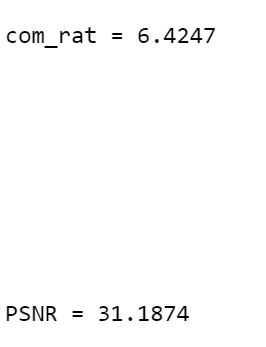 com_rat = 6.4247
PSNR = 31.1874